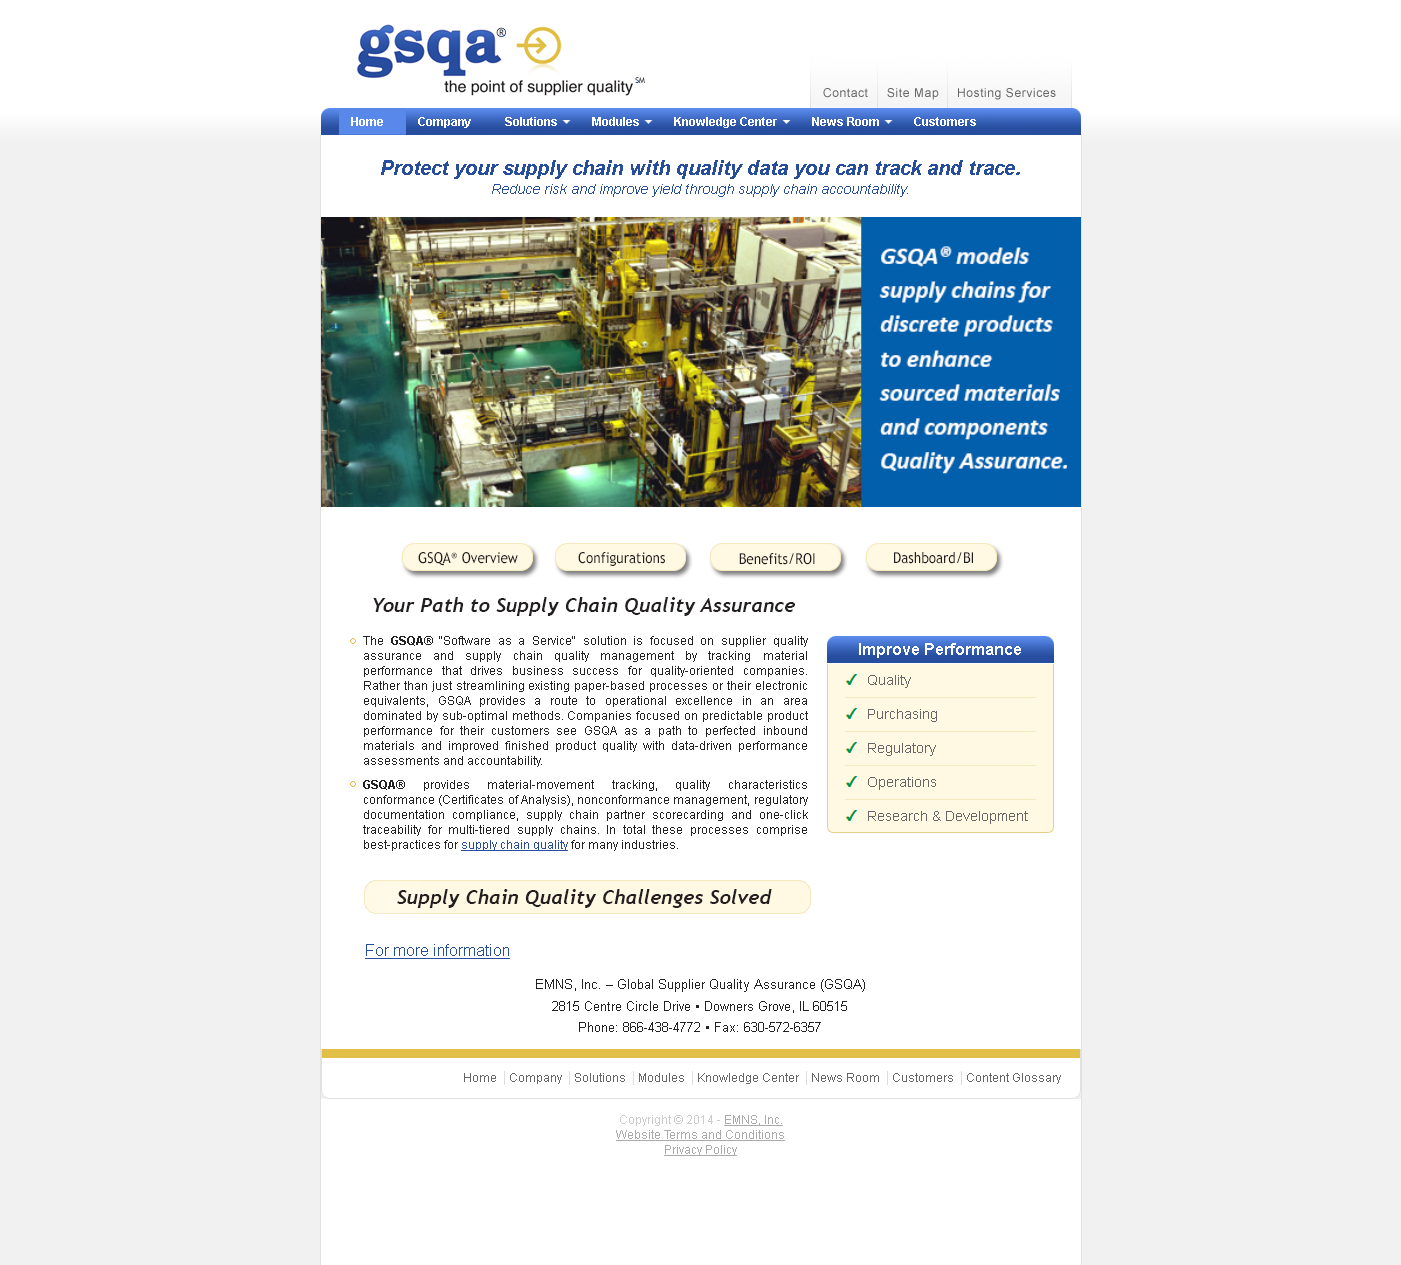 gsqa®
the point of supplier quality℠
Contact
Site Map
Hosting Services
Home
Company
Solutions
Modules
Knowledge Center
News Room
Customers
Protect your supply chain with quality data you can track and trace.
Reduce risk and improve yield through supply chain accountability.
GSQA® models
supply chains for
discrete products
to enhance
sourced materials
and components
Quality Assurance.
GSQA® Overview
Configurations
Benefits/ROI
Dashboard/BI
Your Path to Supply Chain Quality Assurance
The GSQA® "Software as a Service" solution is focused on supplier quality
assurance and supply chain quality management by tracking material
performance that drives business success for quality-oriented companies.
Rather than just streamlining existing paper-based processes or their electronic
equivalents, GSQA provides a route to operational excellence in an area
dominated by sub-optimal methods. Companies focused on predictable product
performance for their customers see GSQA as a path to perfected inbound
materials and improved finished product quality with data-driven performance
assessments and accountability.
GSQA® provides material-movement tracking, quality characteristics
conformance (Certificates of Analysis), nonconformance management, regulatory
documentation compliance, supply chain partner scorecarding and one-click
traceability for multi-tiered supply chains. In total these processes comprise
best-practices for supply chain quality for many industries.
Improve Performance
Quality
Purchasing
Regulatory
Operations
Research & Development
Supply Chain Quality Challenges Solved
For more information
EMNS, Inc. – Global Supplier Quality Assurance (GSQA)
2815 Centre Circle Drive ▪ Downers Grove, IL 60515
Phone: 866-438-4772 ▪ Fax: 630-572-6357
Home
Company
Solutions
Modules
Knowledge Center
News Room
Customers
Content Glossary
Copyright © 2014 - EMNS, Inc.
Website Terms and Conditions
Privacy Policy